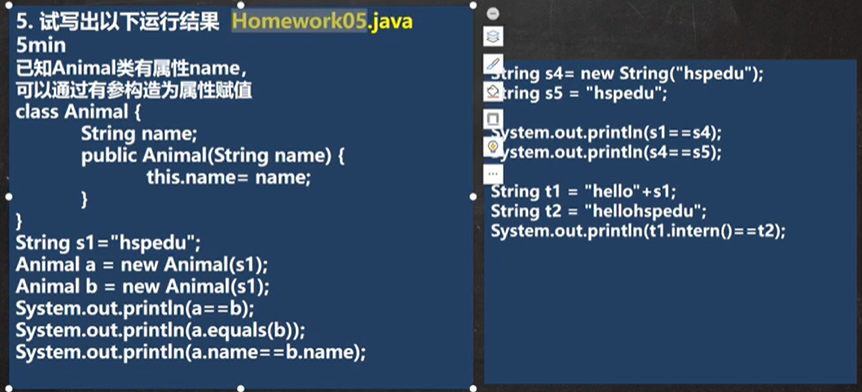 5. 试写出以下运行结果 Homework05.java
5min
已知Animal类有属性name，
可以通过有参构造为属性赋值
class Animal {
String name;
public Animal(String name) {
this.name= name;
}
}
String s1="hspedu";
Animal a = new Animal(s1);
Animal b = new Animal(s1);
System.out.println(a==b);
System.out.println(a.equals(b));
System.out.println(a.name==b.name);
String s4= new String("hspedu");
String s5 = "hspedu";
System.out.println(s1==s4);
System.out.println(s4==s5);
String t1 = "hello"+s1;
String t2 = "hellohspedu";
System.out.println(t1.intern()==t2);